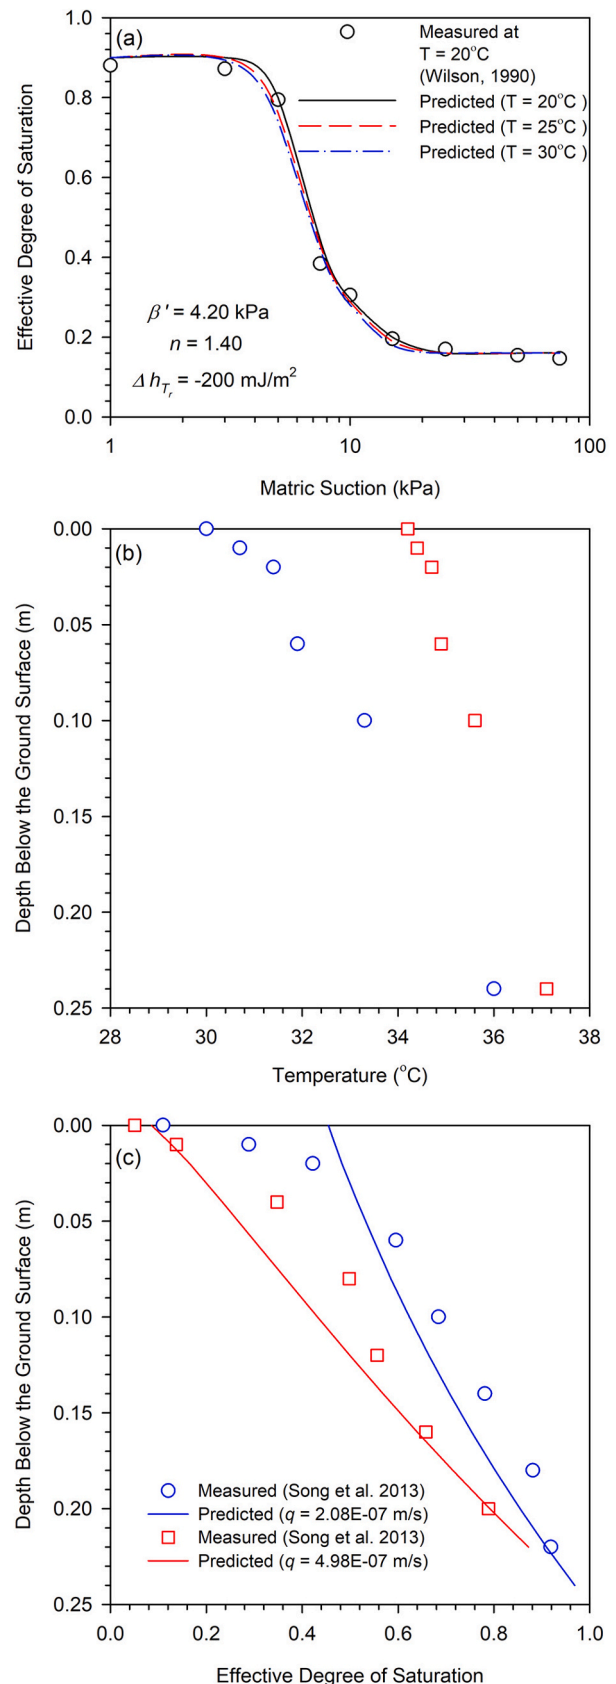 (a)
Measured at
T = 20°C
(Wilson, 1990)
Predicted (T = 20°C )
Predicted (T = 25°C )
Predicted (T = 30°C )
β' = 4.20 kPa
n = 1.40
Δ h_Tr = -200 mJ/m²
Effective Degree of Saturation
1.0
0.8
0.6
0.4
0.2
0.0
1 10 100
Matric Suction (kPa)
(b)
Depth Below the Ground Surface (m)
0.00
0.05
0.10
0.15
0.20
0.25
28 30 32 34 36 38
Temperature (°C)
(c)
Depth Below the Ground Surface (m)
0.00
0.05
0.10
0.15
0.20
0.25
Measured (Song et al. 2013)
Predicted (q = 2.08E-07 m/s)
Measured (Song et al. 2013)
Predicted (q = 4.98E-07 m/s)
0.0 0.2 0.4 0.6 0.8 1.0
Effective Degree of Saturation